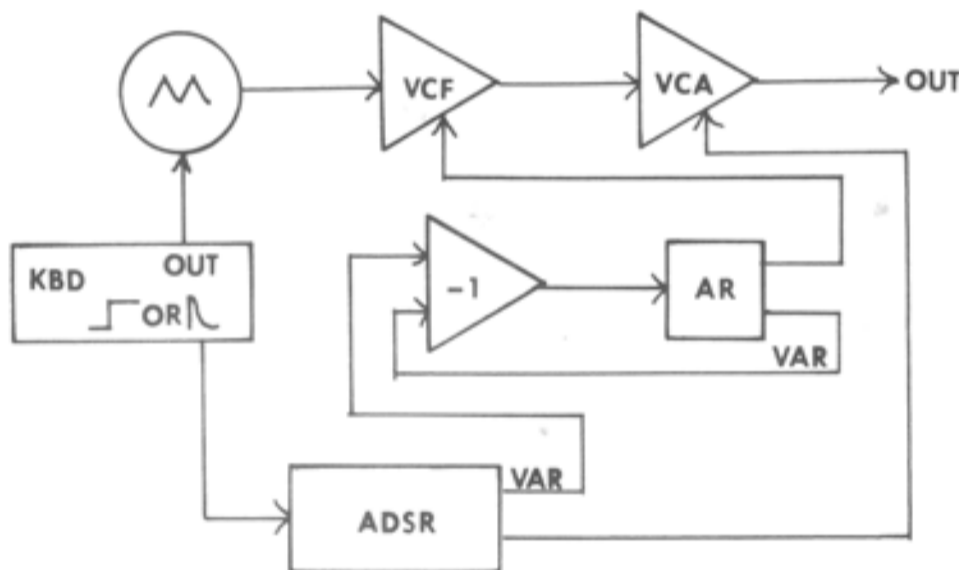 VCF
VCA
OUT
OUT
KBD
OR
-1
AR
VAR
VAR
ADSR